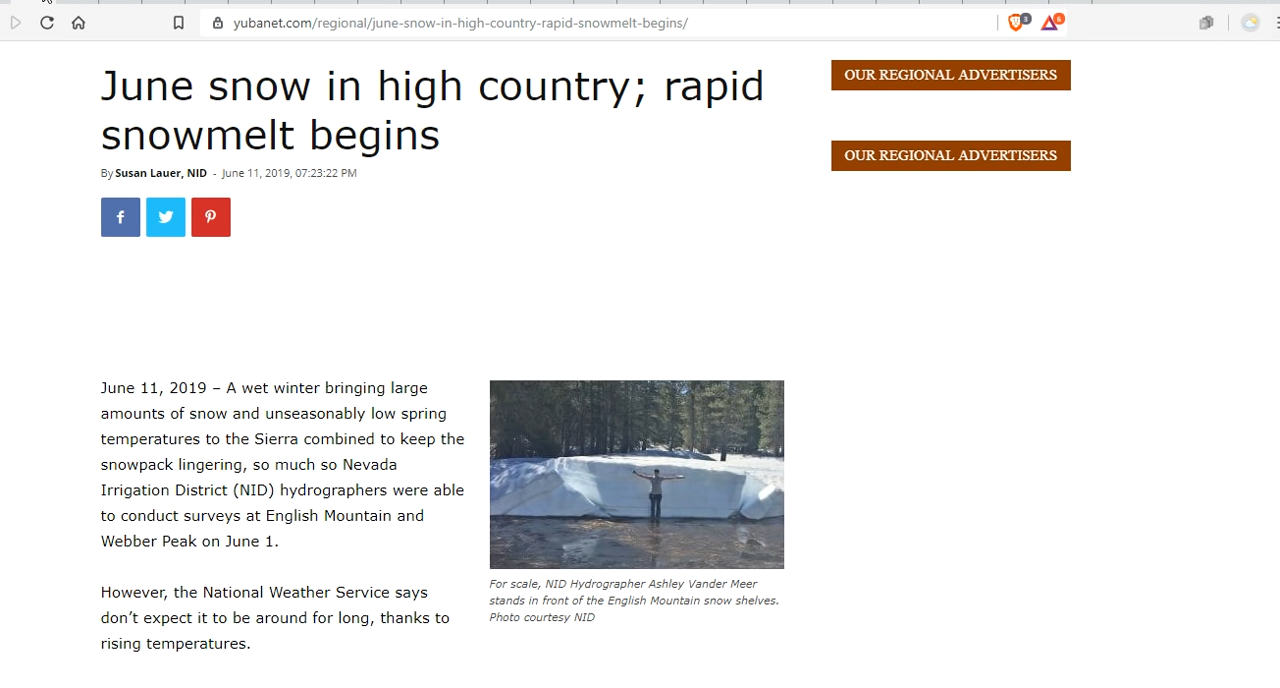 yubanet.com/regional/june-snow-in-high-country-rapid-snowmelt-begins/
3
6
June snow in high country; rapid
snowmelt begins
By Susan Lauer, NID - June 11, 2019, 07:23:22 PM
OUR REGIONAL ADVERTISERS
OUR REGIONAL ADVERTISERS
June 11, 2019 – A wet winter bringing large
amounts of snow and unseasonably low spring
temperatures to the Sierra combined to keep the
snowpack lingering, so much so Nevada
Irrigation District (NID) hydrographers were able
to conduct surveys at English Mountain and
Webber Peak on June 1.
However, the National Weather Service says
don’t expect it to be around for long, thanks to
rising temperatures.
For scale, NID Hydrographer Ashley Vander Meer
stands in front of the English Mountain snow shelves.
Photo courtesy NID